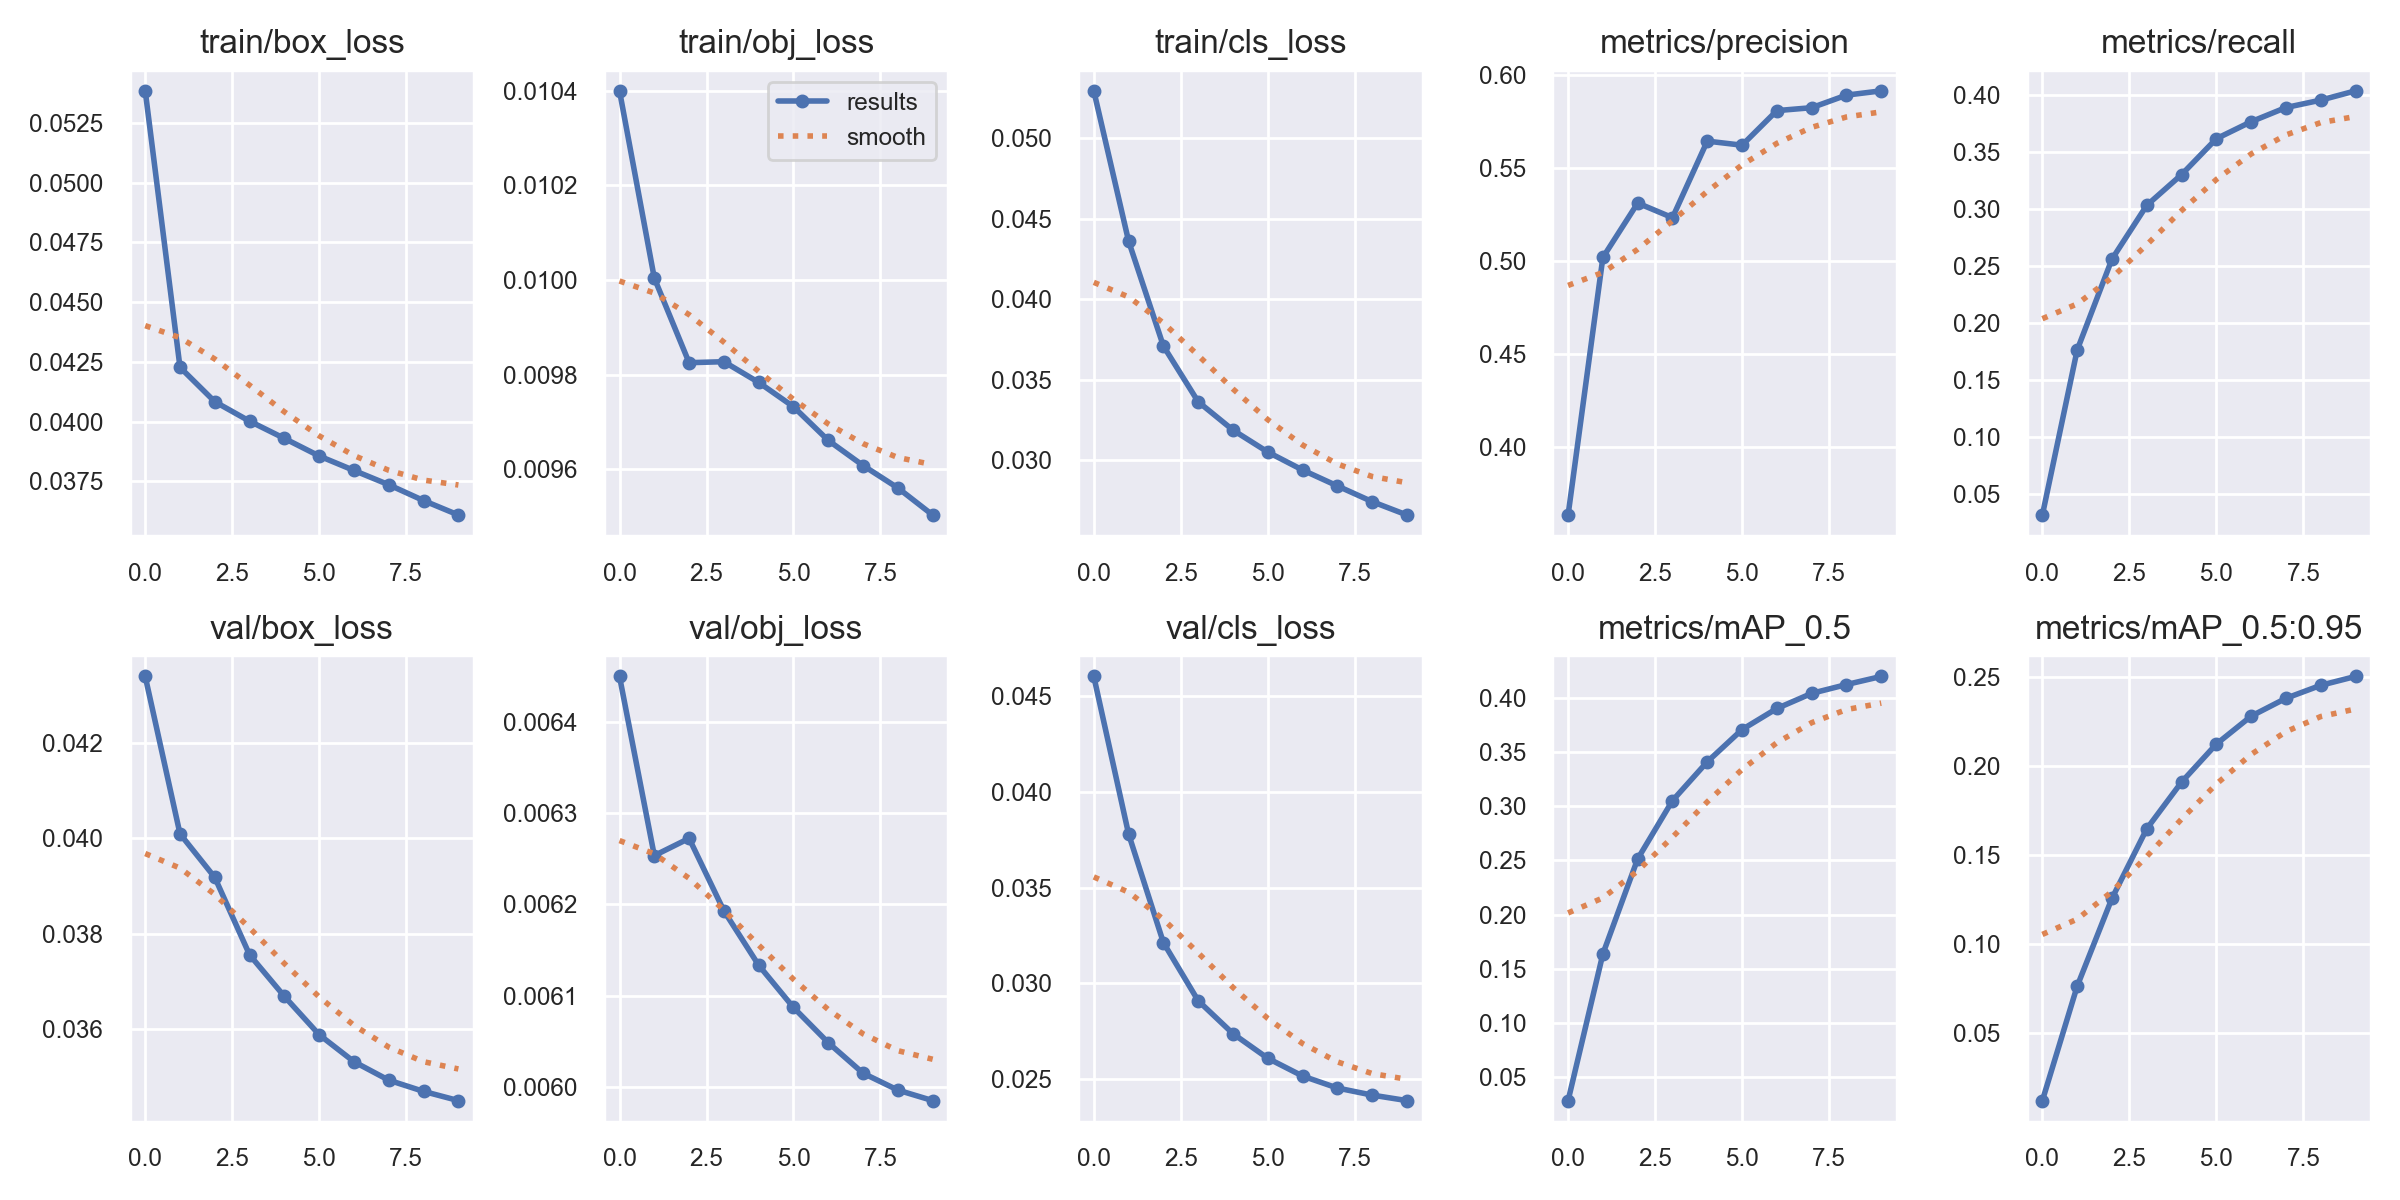 train/box_loss
0.0525
0.0500
0.0475
0.0450
0.0425
0.0400
0.0375
0.0 2.5 5.0 7.5
train/obj_loss
results
smooth
0.0104
0.0102
0.0100
0.0098
0.0096
0.0 2.5 5.0 7.5
train/cls_loss
0.050
0.045
0.040
0.035
0.030
0.0 2.5 5.0 7.5
metrics/precision
0.60
0.55
0.50
0.45
0.40
0.0 2.5 5.0 7.5
metrics/recall
0.40
0.35
0.30
0.25
0.20
0.15
0.10
0.05
0.0 2.5 5.0 7.5
val/box_loss
0.042
0.040
0.038
0.036
0.0 2.5 5.0 7.5
val/obj_loss
0.0064
0.0063
0.0062
0.0061
0.0060
0.0 2.5 5.0 7.5
val/cls_loss
0.045
0.040
0.035
0.030
0.025
0.0 2.5 5.0 7.5
metrics/mAP_0.5
0.40
0.35
0.30
0.25
0.20
0.15
0.10
0.05
0.0 2.5 5.0 7.5
metrics/mAP_0.5:0.95
0.25
0.20
0.15
0.10
0.05
0.0 2.5 5.0 7.5